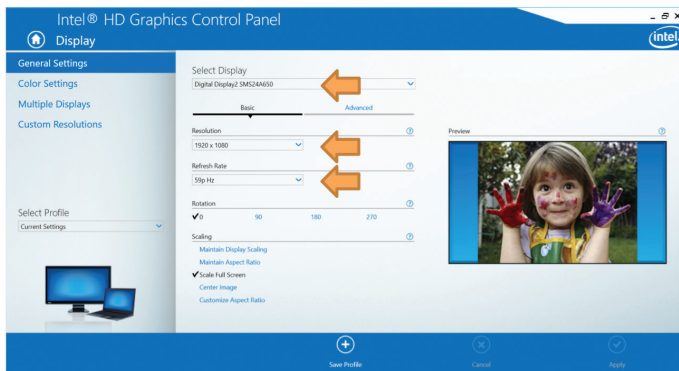 Intel® HD Graphics Control Panel
Display
intel
General Settings
Color Settings
Multiple Displays
Custom Resolutions
Select Profile
Current Settings
Select Display
Digital Display2 SMS24A650
Basic
Advanced
Resolution
?
1920 x 1080
Refresh Rate
?
59p Hz
Rotation
?
0 90 180 270
Scaling
?
Maintain Display Scaling
Maintain Aspect Ratio
Scale Full Screen
Center Image
Customize Aspect Ratio
Preview
?
Save Profile
Cancel
Apply